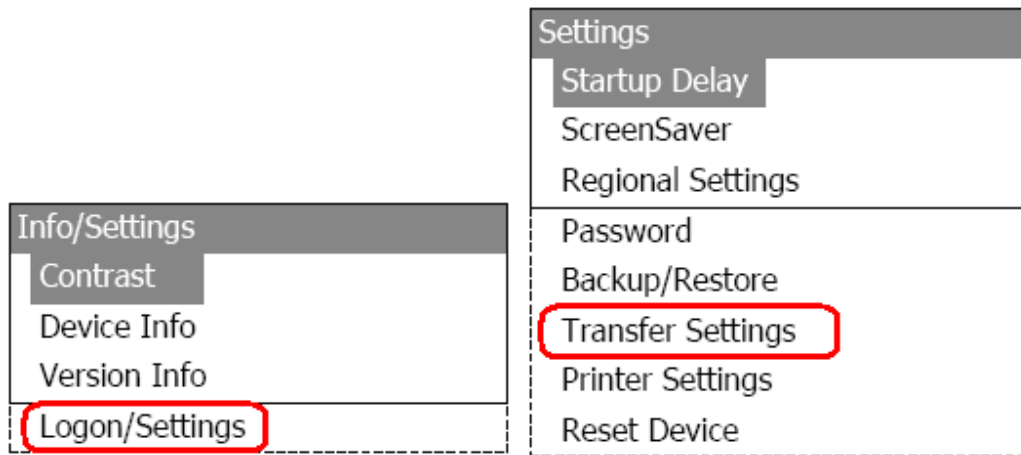 Info/Settings
Contrast
Device Info
Version Info
Logon/Settings
Settings
Startup Delay
ScreenSaver
Regional Settings
Password
Backup/Restore
Transfer Settings
Printer Settings
Reset Device